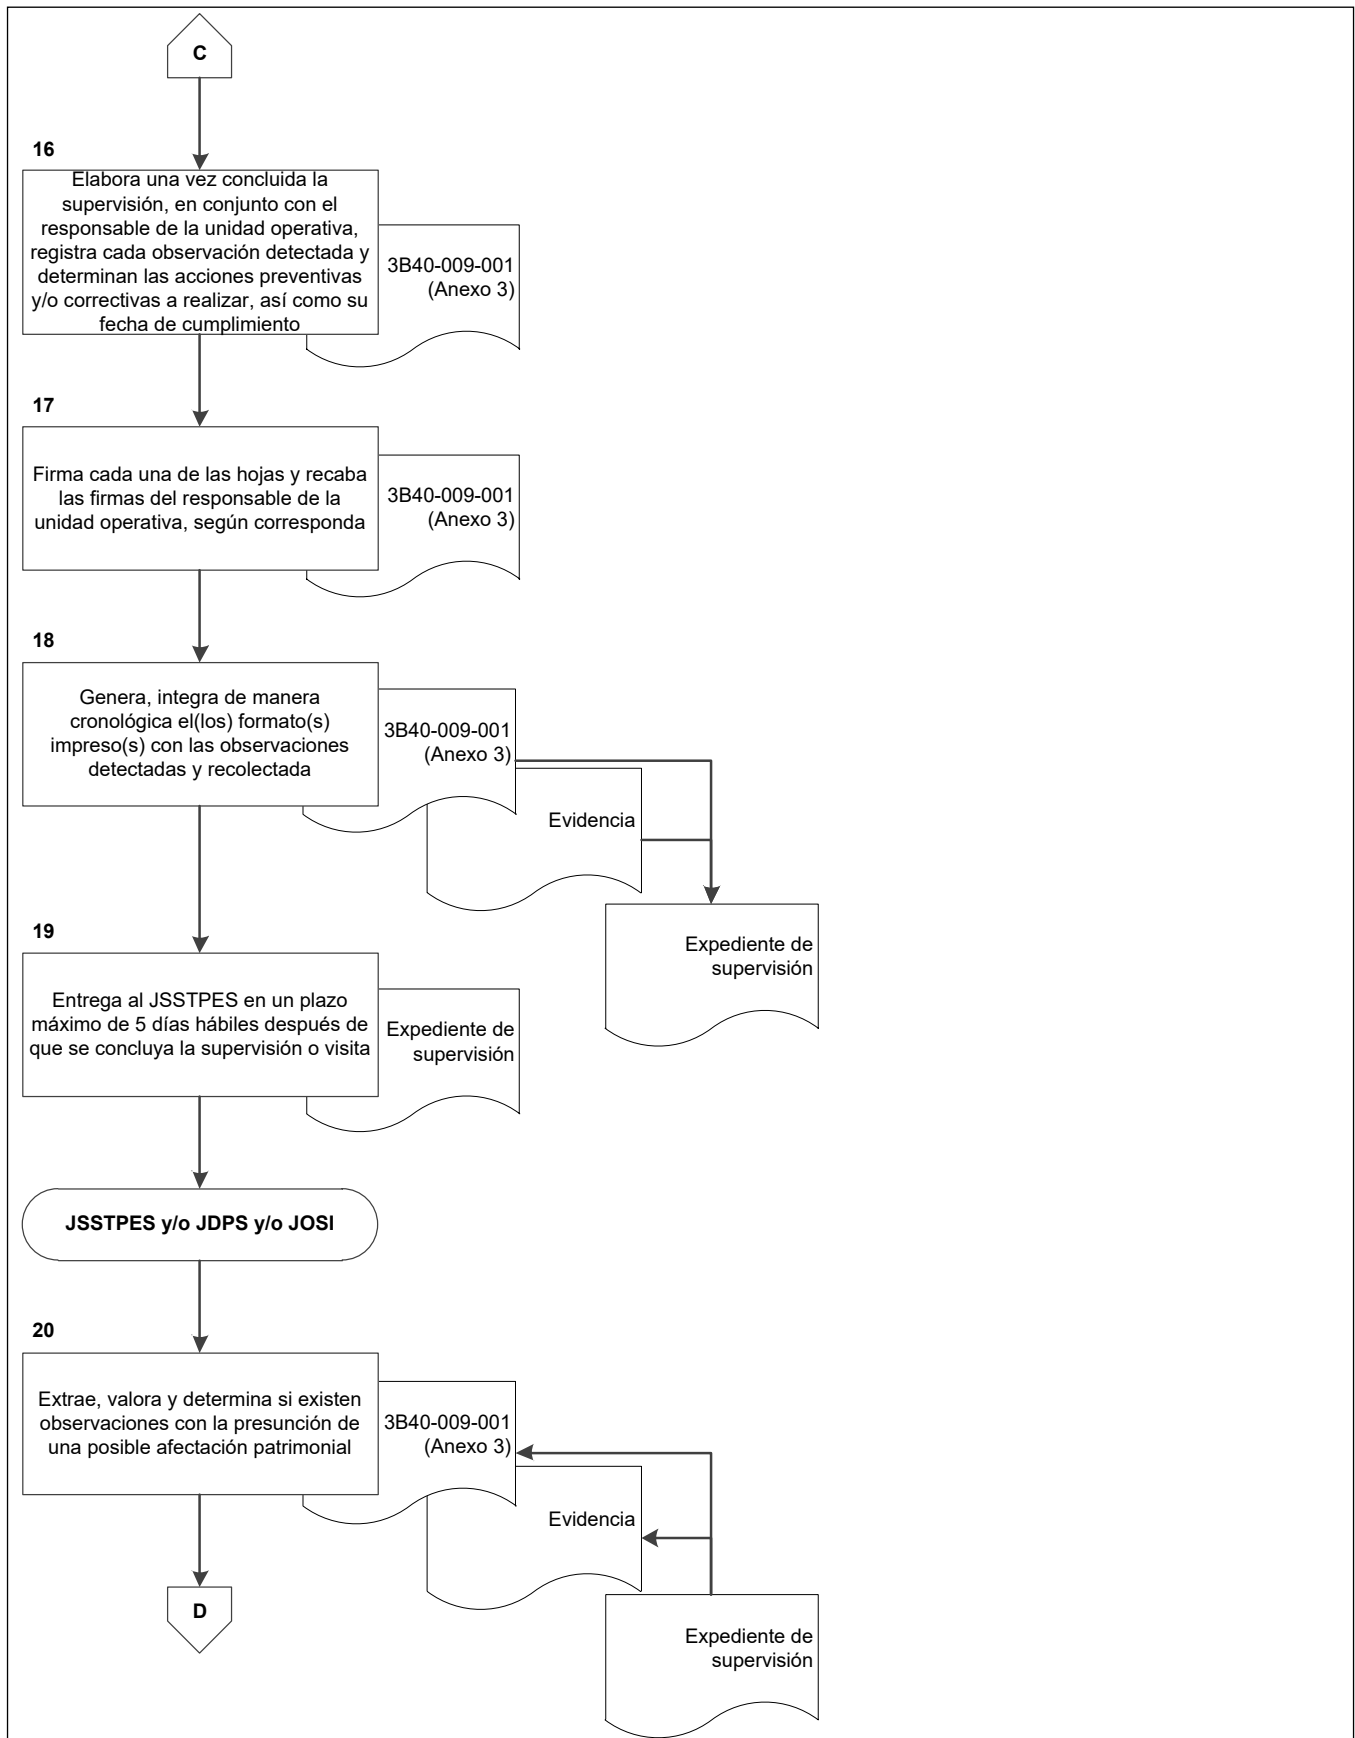 C
16
Elabora una vez concluida la
supervisión, en conjunto con el
responsable de la unidad operativa,
registra cada observación detectada y
determinan las acciones preventivas
y/o correctivas a realizar, así como su
fecha de cumplimiento
3B40-009-001
(Anexo 3)
17
Firma cada una de las hojas y recaba
las firmas del responsable de la
unidad operativa, según corresponda
3B40-009-001
(Anexo 3)
18
Genera, integra de manera
cronológica el(los) formato(s)
impreso(s) con las observaciones
detectadas y recolectada
3B40-009-001
(Anexo 3)
Evidencia
Expediente de
supervisión
19
Entrega al JSSTPES en un plazo
máximo de 5 días hábiles después de
que se concluya la supervisión o visita
Expediente de
supervisión
JSSTPES y/o JDPS y/o JOSI
20
Extrae, valora y determina si existen
observaciones con la presunción de
una posible afectación patrimonial
3B40-009-001
(Anexo 3)
Evidencia
Expediente de
supervisión
D